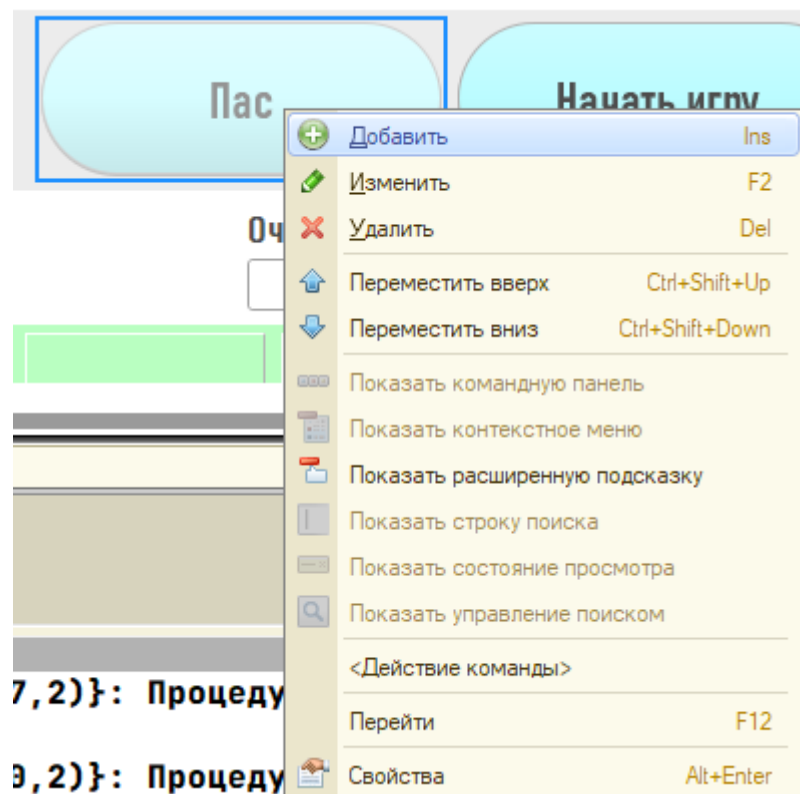 Пас
Начать игру
Добавить Ins
Изменить F2
Оч
Удалить Del
Переместить вверх Ctrl+Shift+Up
Переместить вниз Ctrl+Shift+Down
Показать командную панель
Показать контекстное меню
Показать расширенную подсказку
Показать строку поиска
Показать состояние просмотра
Показать управление поиском
<Действие команды>
7,2)}: Процеду
Перейти F12
0,2)}: Процеду
Свойства Alt+Enter